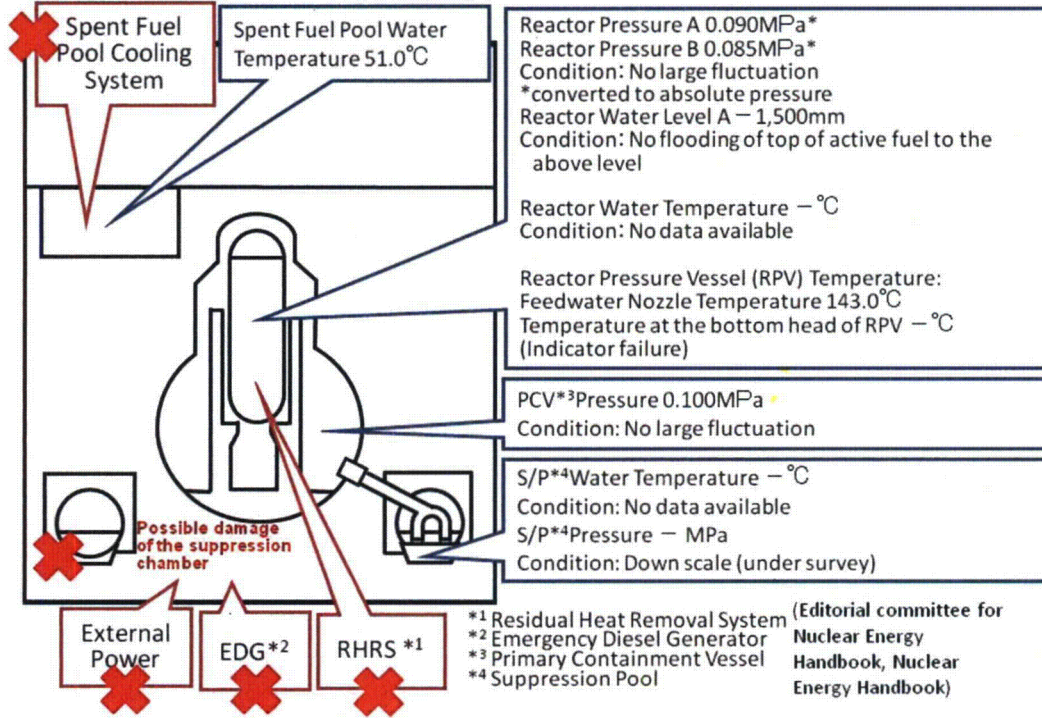 Spent Fuel
Pool Cooling
System
Spent Fuel Pool Water
Temperature 51.0℃
Reactor Pressure A 0.090MPa*
Reactor Pressure B 0.085MPa*
Condition: No large fluctuation
*converted to absolute pressure
Reactor Water Level A － 1,500mm
Condition: No flooding of top of active fuel to the
above level
Reactor Water Temperature －℃
Condition: No data available
Reactor Pressure Vessel (RPV) Temperature:
Feedwater Nozzle Temperature 143.0℃
Temperature at the bottom head of RPV －℃
(Indicator failure)
PCV*³Pressure 0.100MPa
Condition: No large fluctuation
S/P*⁴Water Temperature －℃
Condition: No data available
S/P*⁴Pressure － MPa
Condition: Down scale (under survey)
Possible damage
of the suppression
chamber
External
Power
EDG*²
RHRS *¹
*¹ Residual Heat Removal System
*² Emergency Diesel Generator
*³ Primary Containment Vessel
*⁴ Suppression Pool
(Editorial committee for
Nuclear Energy
Handbook, Nuclear
Energy Handbook)